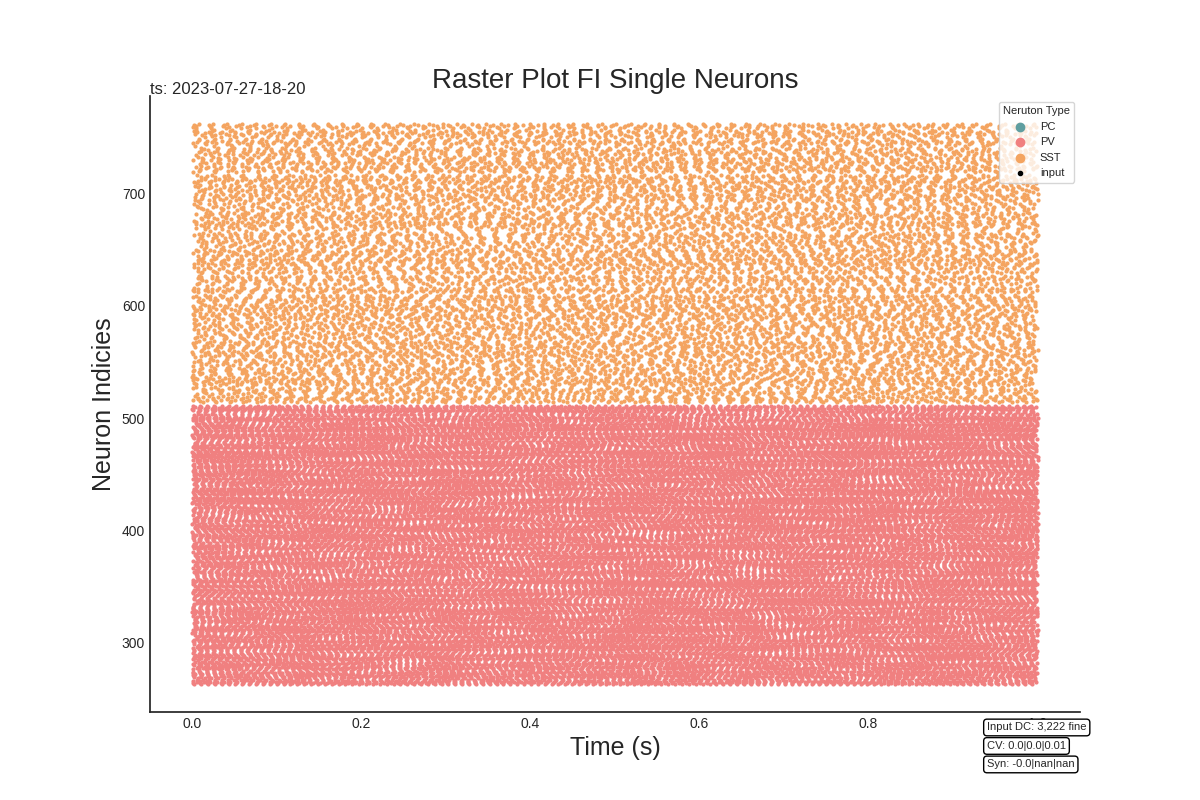 Raster Plot FI Single Neurons
ts: 2023-07-27-18-20
Neruton Type
PC
PV
SST
input
Neuron Indicies
700
600
500
400
300
0.0 0.2 0.4 0.6 0.8
Time (s)
Input DC: 3,222 fine
CV: 0.0|0.0|0.01
Syn: -0.0|nan|nan